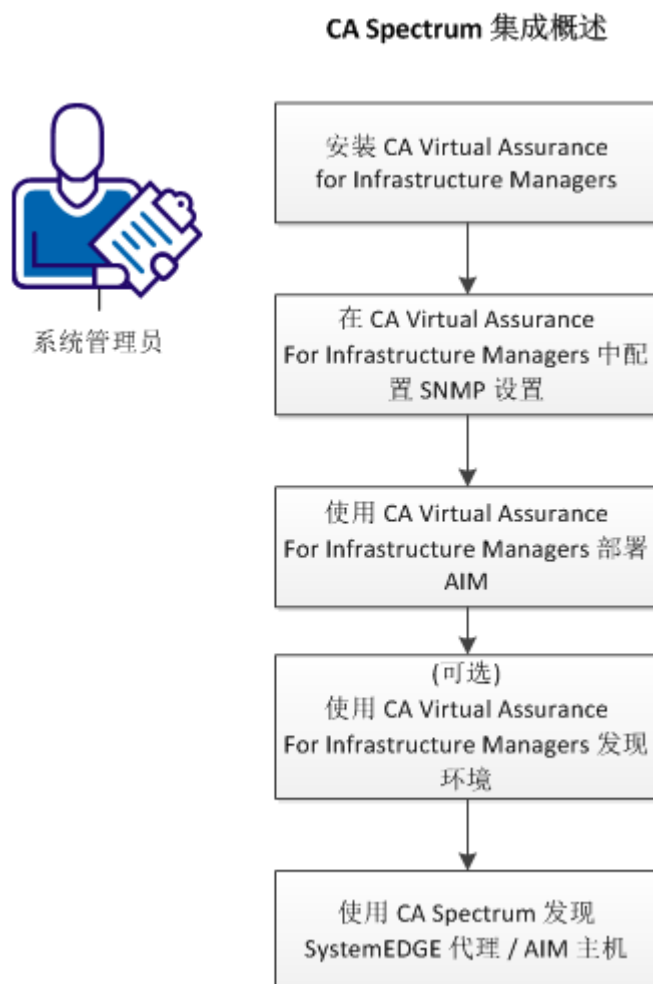 CA Spectrum 集成概述
系统管理员
安装 CA Virtual Assurance
for Infrastructure Managers
在 CA Virtual Assurance
For Infrastructure Managers 中配
置 SNMP 设置
使用 CA Virtual Assurance
For Infrastructure Managers 部署
AIM
(可选)
使用 CA Virtual Assurance
For Infrastructure Managers 发现
环境
使用 CA Spectrum 发现
SystemEDGE 代理 / AIM 主机